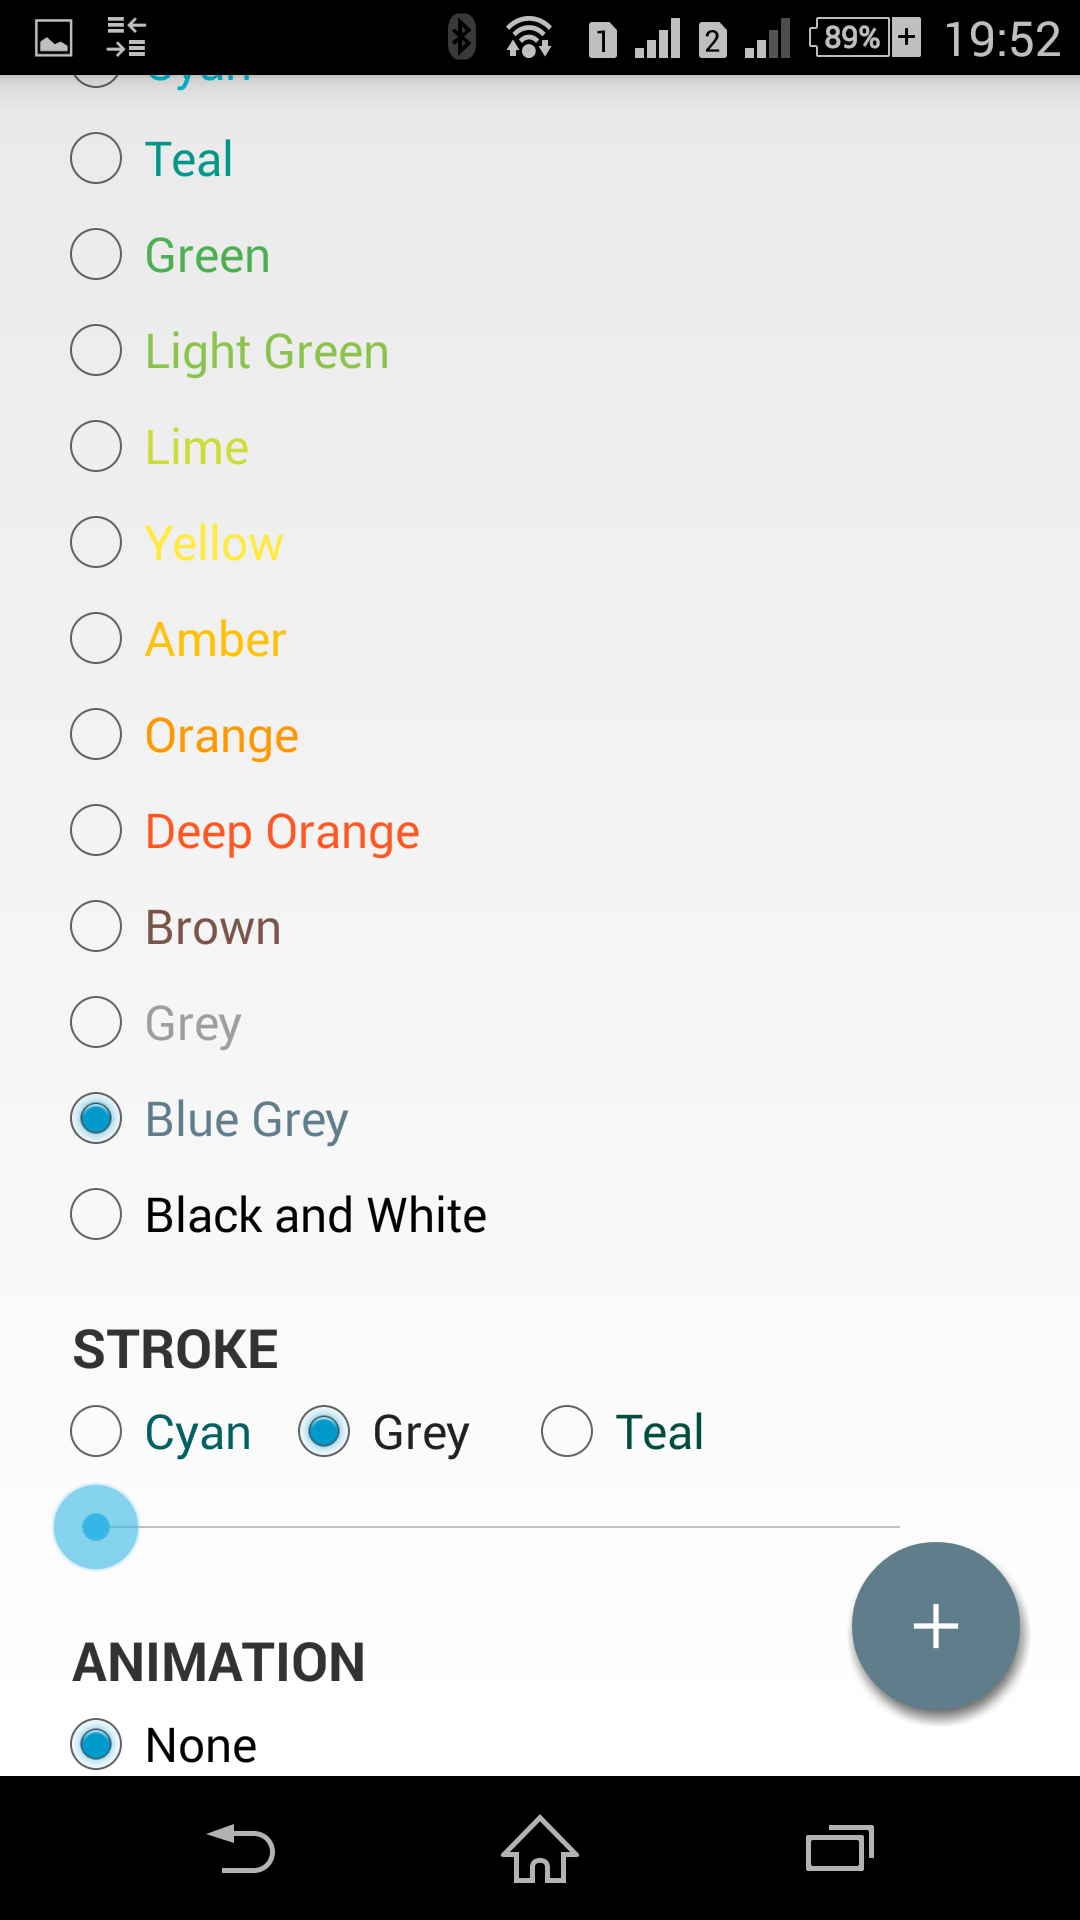 1 2 89% 19:52
Cyan
Teal
Green
Light Green
Lime
Yellow
Amber
Orange
Deep Orange
Brown
Grey
Blue Grey
Black and White
STROKE
Cyan Grey Teal
ANIMATION
None